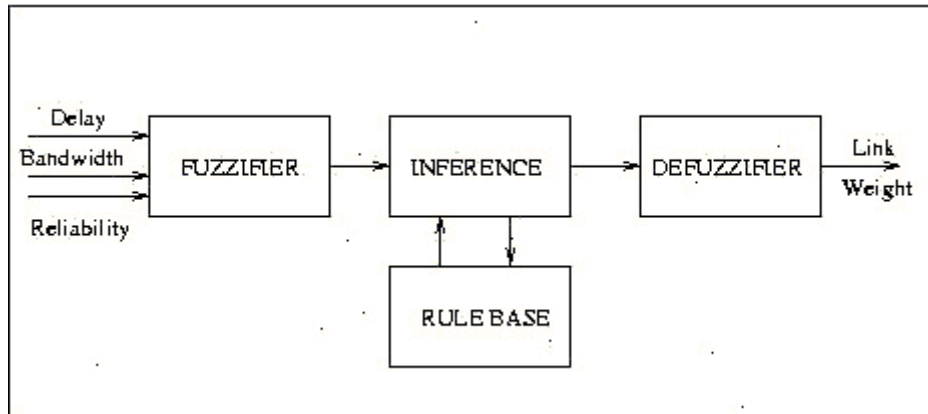 Delay
Bandwidth
Reliability
FUZZIFIER
INFERENCE
DEFUZZIFIER
Link
Weight
RULE BASE